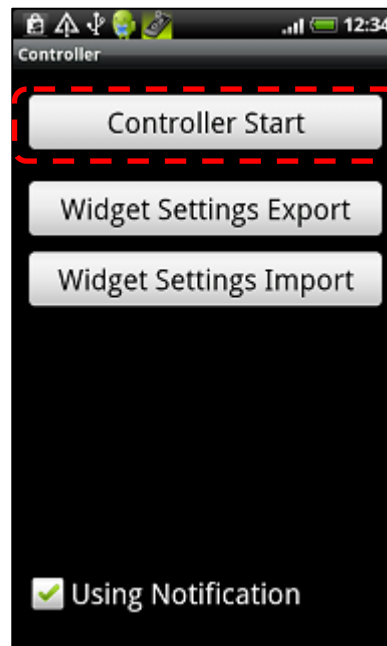 12:34
Controller
Controller Start
Widget Settings Export
Widget Settings Import
Using Notification